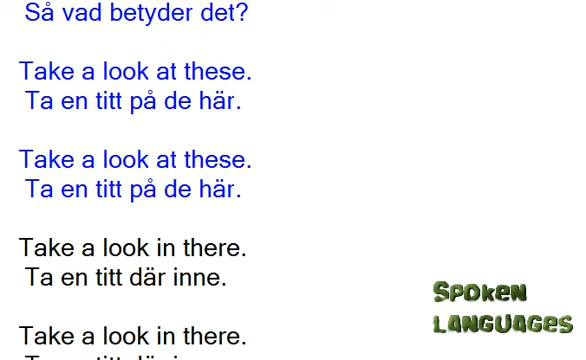 Så vad betyder det?
Take a look at these.
Ta en titt på de här.
Take a look at these.
Ta en titt på de här.
Take a look in there.
Ta en titt där inne.
Take a look in there.
SPOKEN
LANGUAGES